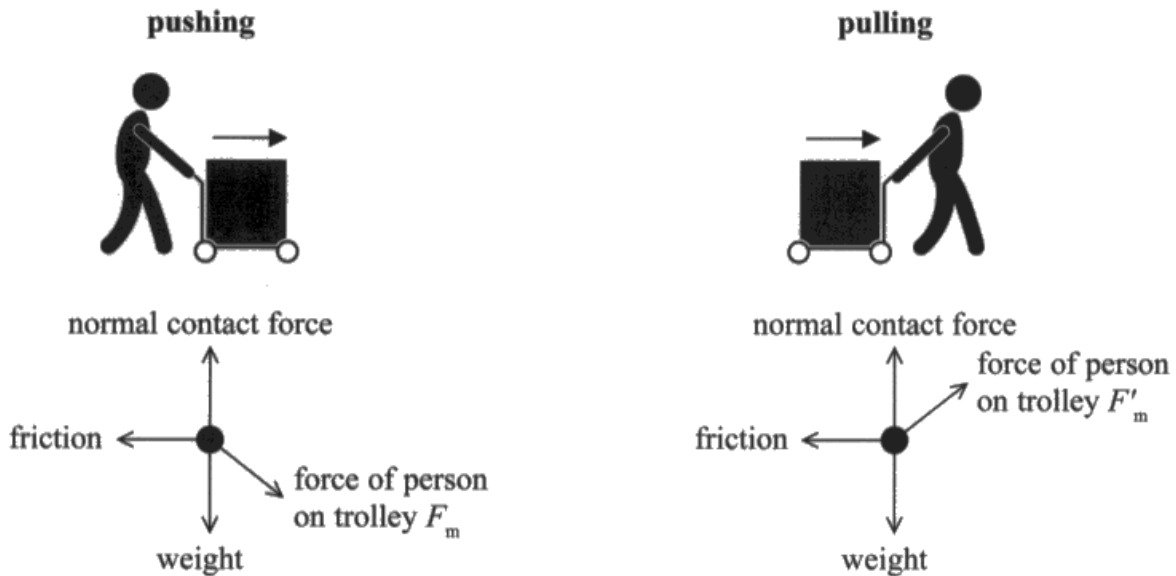 pushing
pulling
normal contact force
friction
force of person
on trolley Fₘ
weight
normal contact force
force of person
on trolley F′ₘ
friction
weight